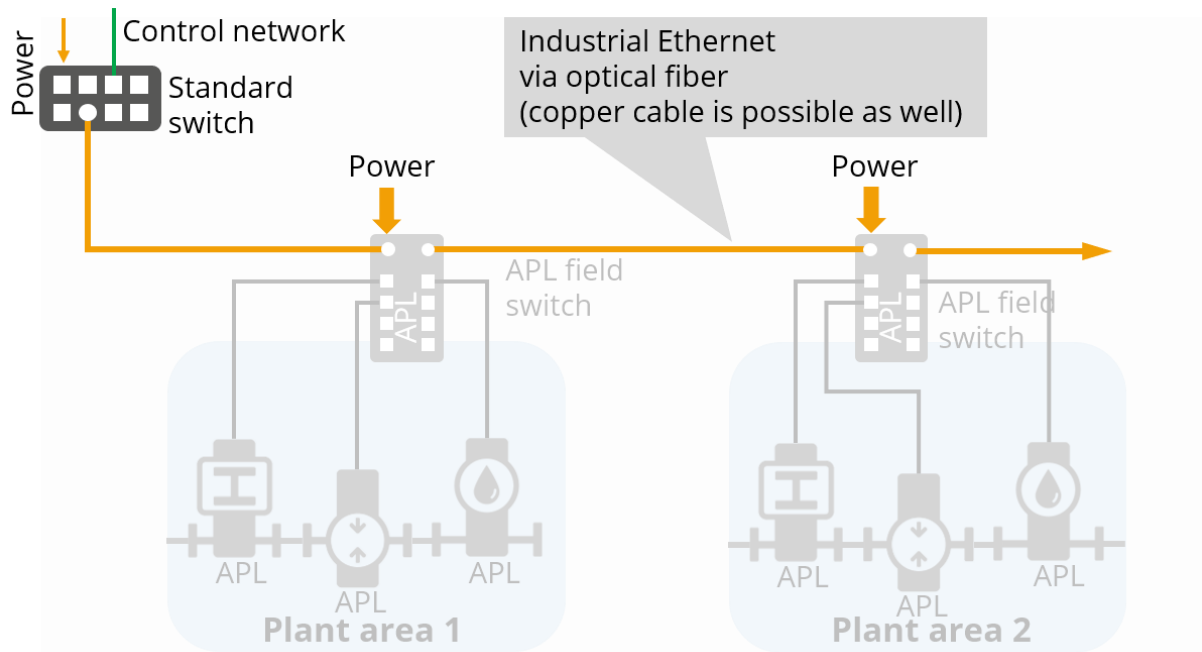 Power
Control network
Standard
switch
Industrial Ethernet
via optical fiber
(copper cable is possible as well)
Power
Power
APL field
switch
APL
APL field
switch
APL
APL
APL
APL
Plant area 1
APL
APL
APL
Plant area 2